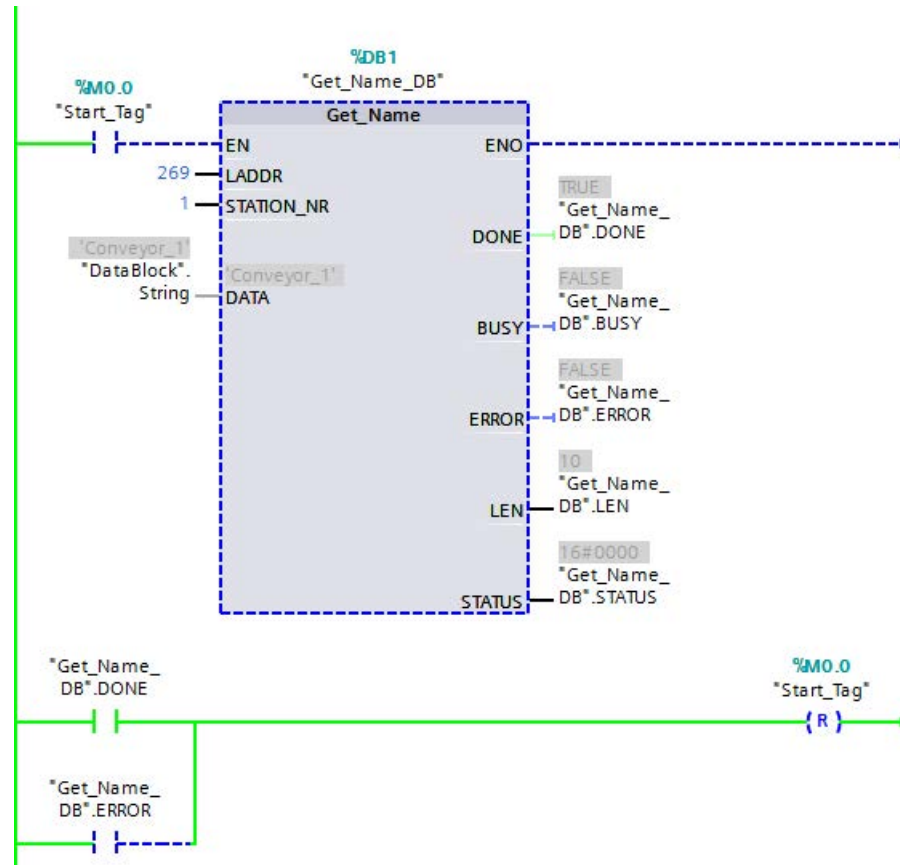 %DB1
"Get_Name_DB"
%M0.0
"Start_Tag"
Get_Name
EN
ENO
269
LADDR
1
STATION_NR
TRUE
"Get_Name_
DB".DONE
DONE
'Conveyor_1'
"DataBlock".
String
'Conveyor_1'
DATA
FALSE
"Get_Name_
DB".BUSY
BUSY
FALSE
"Get_Name_
DB".ERROR
ERROR
10
"Get_Name_
DB".LEN
LEN
16#0000
"Get_Name_
DB".STATUS
STATUS
"Get_Name_
DB".DONE
%M0.0
"Start_Tag"
R
"Get_Name_
DB".ERROR